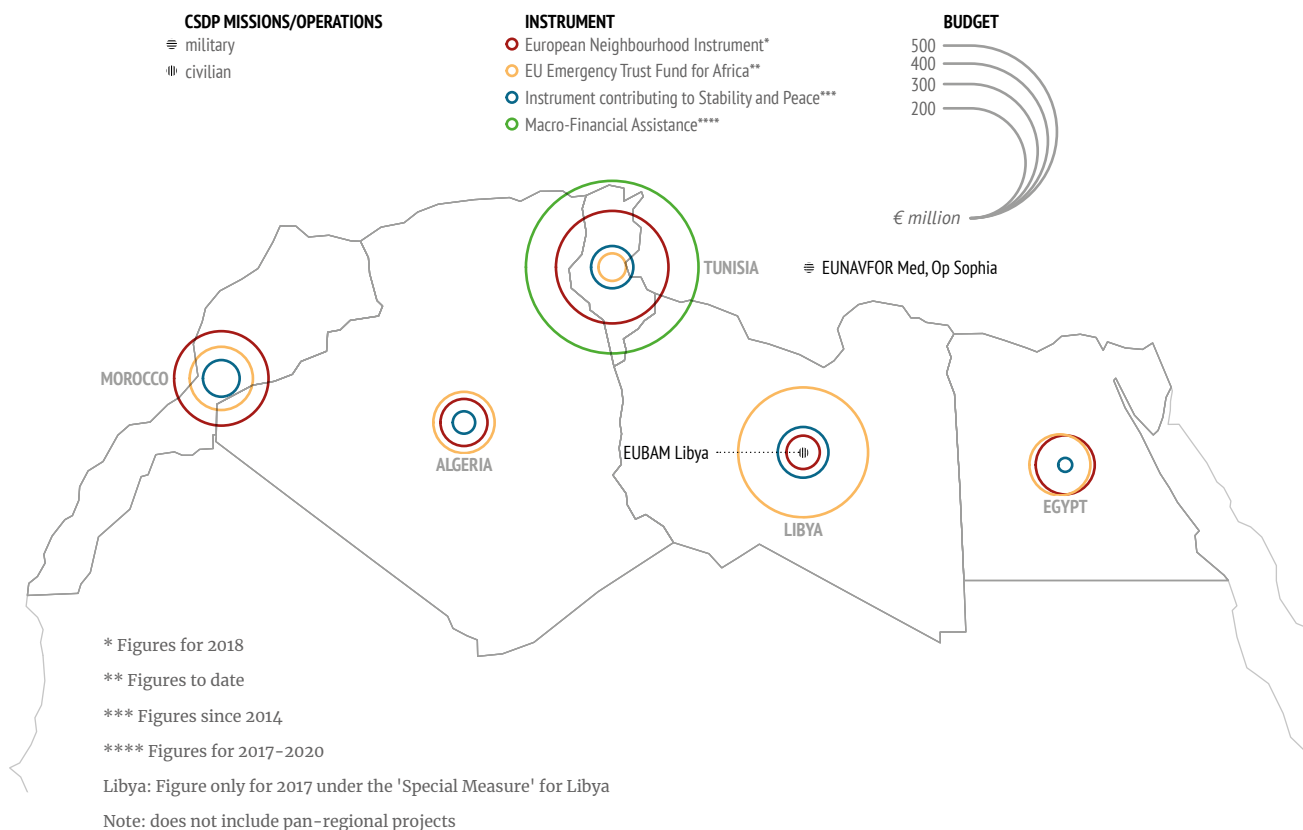 CSDP MISSIONS/OPERATIONS
military
civilian
INSTRUMENT
European Neighbourhood Instrument*
EU Emergency Trust Fund for Africa**
Instrument contributing to Stability and Peace***
Macro-Financial Assistance****
BUDGET
500
400
300
200
€ million
TUNISIA
EUNAVFOR Med, Op Sophia
MOROCCO
ALGERIA
EUBAM Libya
LIBYA
EGYPT
* Figures for 2018
** Figures to date
*** Figures since 2014
**** Figures for 2017-2020
Libya: Figure only for 2017 under the 'Special Measure' for Libya
Note: does not include pan-regional projects